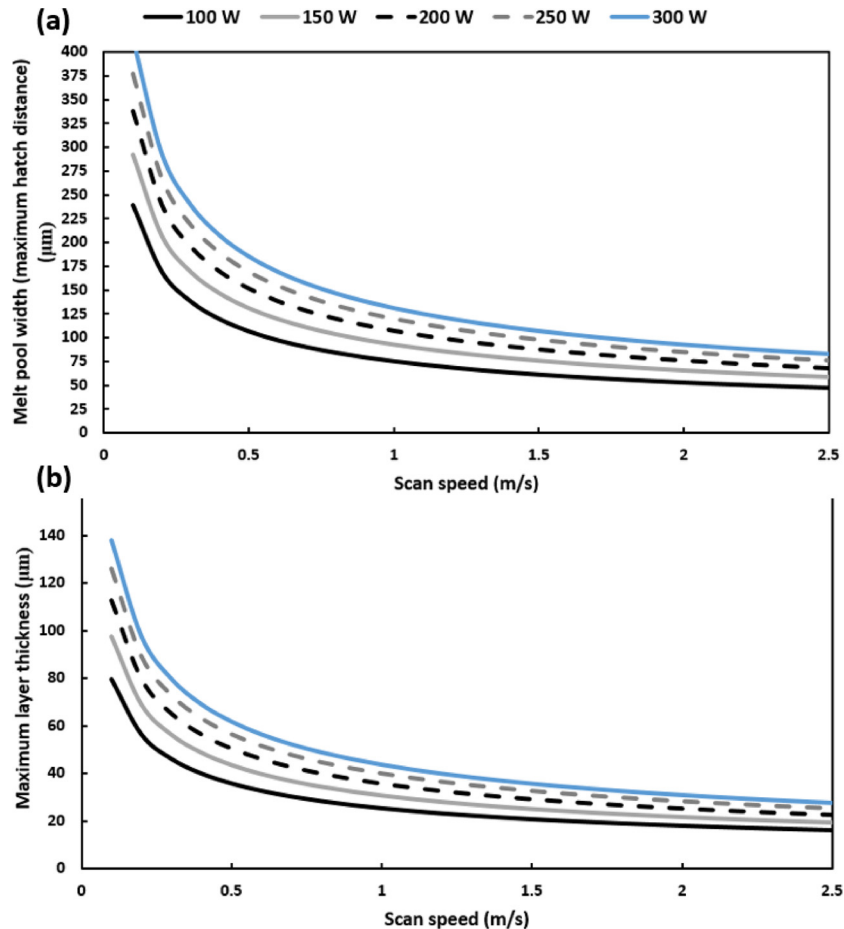 (a)
100 W 150 W 200 W 250 W 300 W
Melt pool width (maximum hatch distance)
(μm)
400
375
350
325
300
275
250
225
200
175
150
125
100
75
50
25
0
0 0.5 1 1.5 2 2.5
Scan speed (m/s)
(b)
Maximum layer thickness (μm)
140
120
100
80
60
40
20
0
0 0.5 1 1.5 2 2.5
Scan speed (m/s)